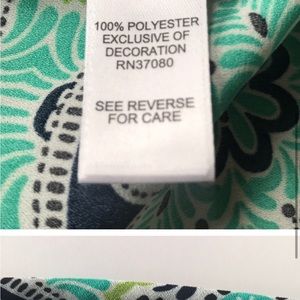 100% POLYESTER
EXCLUSIVE OF
DECORATION
RN37080
SEE REVERSE
FOR CARE